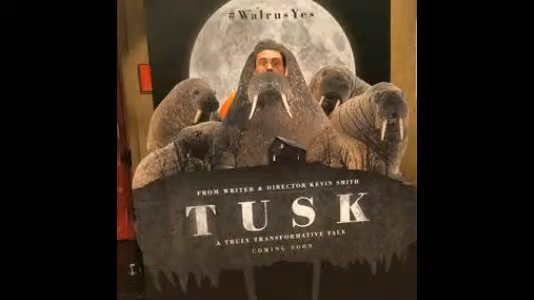 #WalrusYes
FROM WRITER & DIRECTOR KEVIN SMITH
TUSK
A TRULY TRANSFORMATIVE TALE
COMING SOON